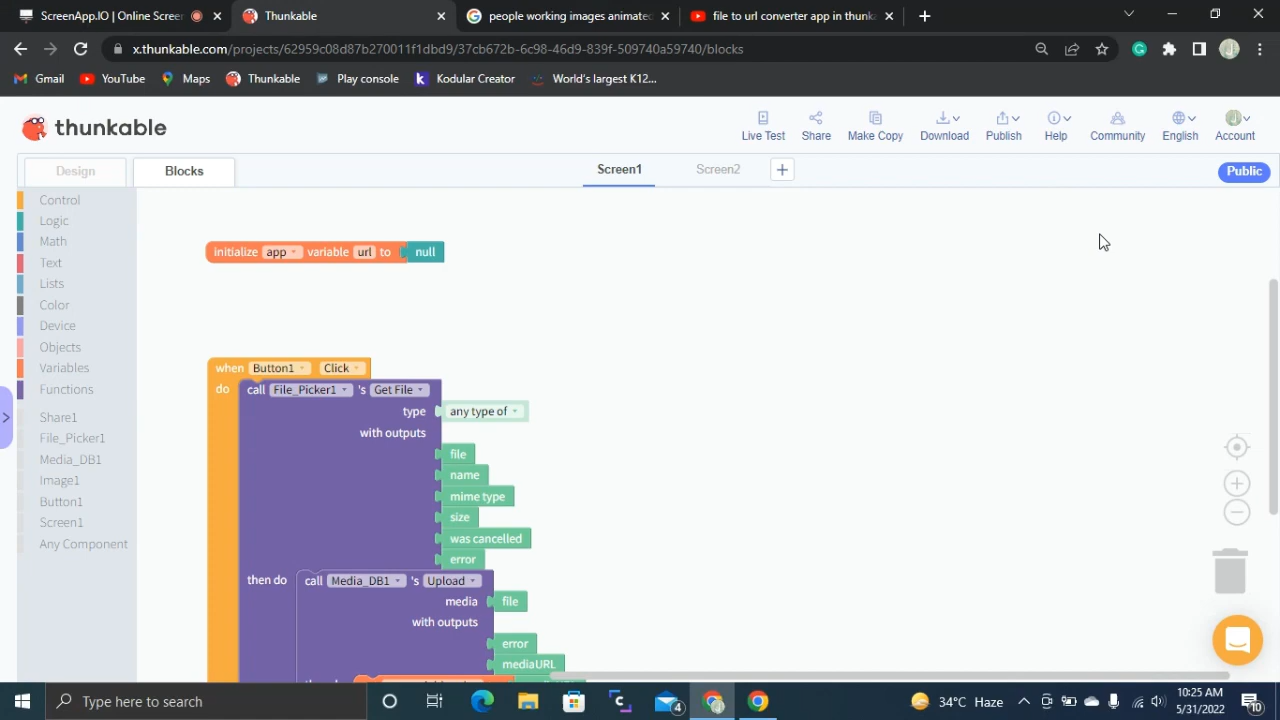 ScreenApp.IO | Online Screen
Thunkable
people working images animated
file to url converter app in thunka
x.thunkable.com/projects/62959c08d87b270011f1dbd9/37cb672b-6c98-46d9-839f-509740a59740/blocks
Gmail
YouTube
Maps
Thunkable
Play console
Kodular Creator
World's largest K12...
thunkable
Live Test
Share
Make Copy
Download
Publish
Help
Community
English
Account
Design
Blocks
Screen1
Screen2
Public
Control
Logic
Math
Text
Lists
Color
Device
Objects
Variables
Functions
Share1
File_Picker1
Media_DB1
Image1
Button1
Screen1
Any Component
initialize app variable url to null
when Button1 Click
do call File_Picker1 's Get File
type any type of
with outputs
file
name
mime type
size
was cancelled
error
then do call Media_DB1 's Upload
media file
with outputs
error
mediaURL
Type here to search
4
34°C Haze
10:25 AM
5/31/2022
10